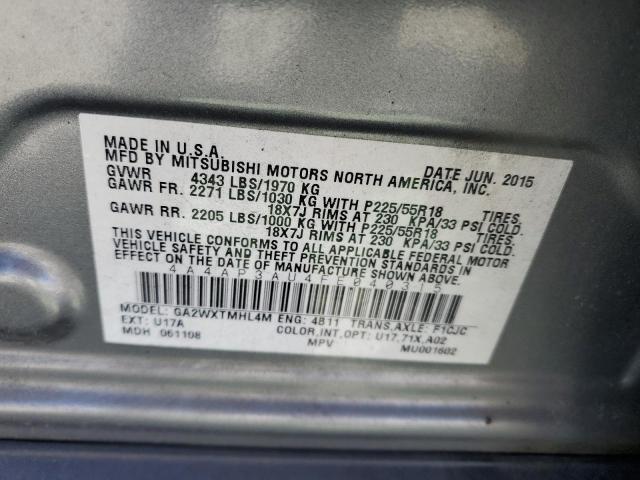 MADE IN U.S.A. DATE JUN. 2015
MFD BY MITSUBISHI MOTORS NORTH AMERICA, INC.
GVWR 4343 LBS/1970 KG
GAWR FR. 2271 LBS/1030 KG WITH P225/55R18 TIRES.
18X7J RIMS AT 230 KPA/33 PSI COLD.
GAWR RR. 2205 LBS/1000 KG WITH P225/55R18 TIRES.
18X7J RIMS AT 230 KPA/33 PSI COLD.
THIS VEHICLE CONFORMS TO ALL APPLICABLE FEDERAL MOTOR
VEHICLE SAFETY AND THEFT PREVENTION STANDARDS IN
EFFECT ON THE DATE OF MANUFACTURE SHOWN ABOVE.
4A4AP3AU4FE040375
MODEL: GA2WXTMHL4M ENG: 4B11 TRANS,AXLE: F1CJC
EXT: U17A COLOR,INT,OPT: U17,71X,A02
MDH 061108 MPV MU001602